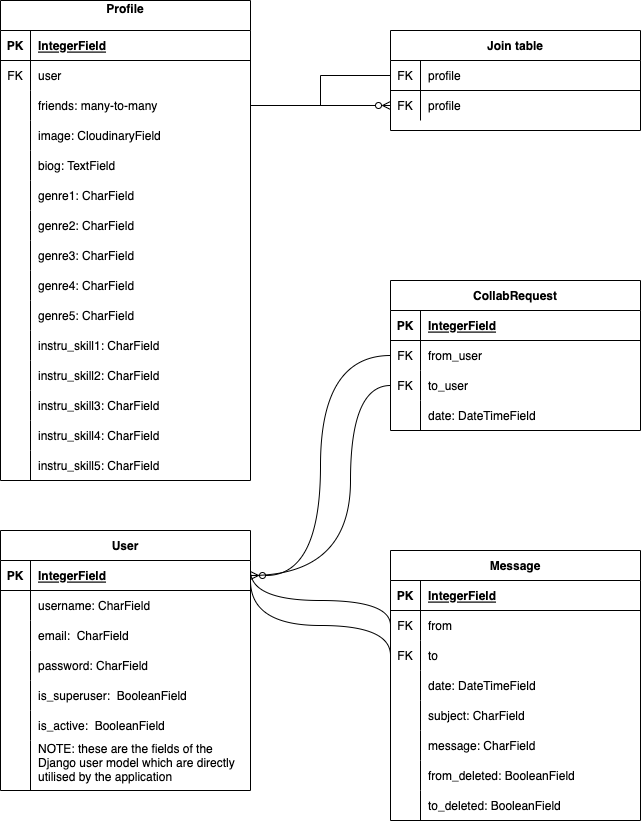 Profile
PK IntegerField
FK user
friends: many-to-many
image: CloudinaryField
biog: TextField
genre1: CharField
genre2: CharField
genre3: CharField
genre4: CharField
genre5: CharField
instru_skill1: CharField
instru_skill2: CharField
instru_skill3: CharField
instru_skill4: CharField
instru_skill5: CharField
Join table
FK profile
FK profile
CollabRequest
PK IntegerField
FK from_user
FK to_user
date: DateTimeField
User
PK IntegerField
username: CharField
email: CharField
password: CharField
is_superuser: BooleanField
is_active: BooleanField
NOTE: these are the fields of the
Django user model which are directly
utilised by the application
Message
PK IntegerField
FK from
FK to
date: DateTimeField
subject: CharField
message: CharField
from_deleted: BooleanField
to_deleted: BooleanField